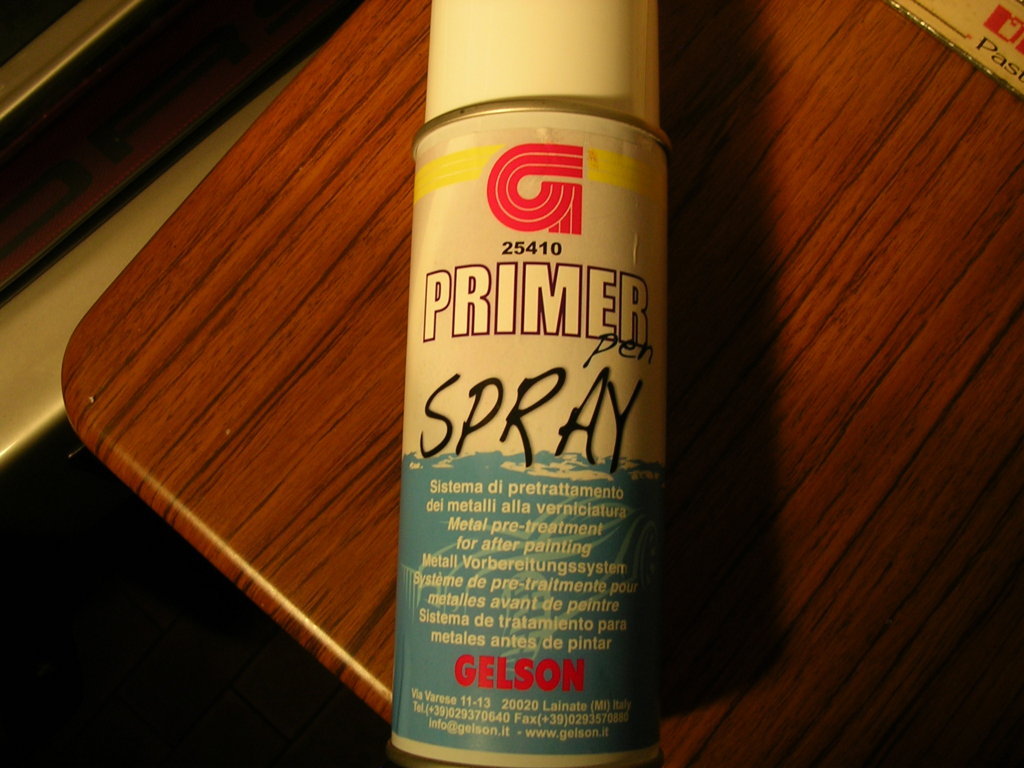 25410
PRIMER
pen
SPRAY
Sistema di pretrattamento
dei metalli alla verniciatura
Metal pre-treatment
for after painting
Metall Vorbereitungssystem
Système de pre-traitmente pour
metalles avant de peintre
Sistema de tratamiento para
metales antes de pintar
GELSON
Via Varese 11-13 20020 Lainate (MI) Italy
Tel.(+39)029370640 Fax(+39)0293570880
info@gelson.it - www.gelson.it